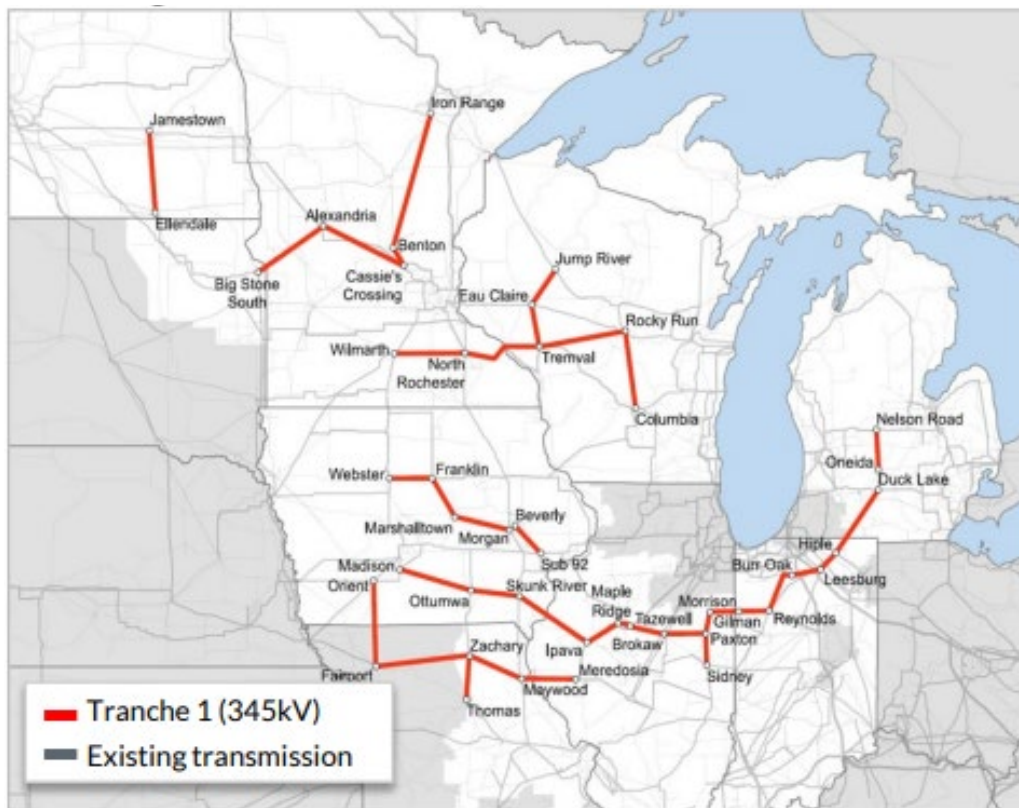 Iron Range
Jamestown
Ellendale
Alexandria
Benton
Big Stone
South
Cassie's
Crossing
Jump River
Eau Claire
Rocky Run
Wilmarth
North
Rochester
Tremval
Columbia
Nelson Road
Oneida
Duck Lake
Webster
Franklin
Marshalltown
Beverly
Morgan
Sub 92
Hiple
Burr Oak
Leesburg
Madison
Orient
Ottumwa
Skunk River
Maple
Ridge
Tazewell
Morrison
Gilman
Reynolds
Ipava
Brokaw
Paxton
Sidney
Zachary
Fairport
Meredosia
Maywood
Thomas
Tranche 1 (345kV)
Existing transmission